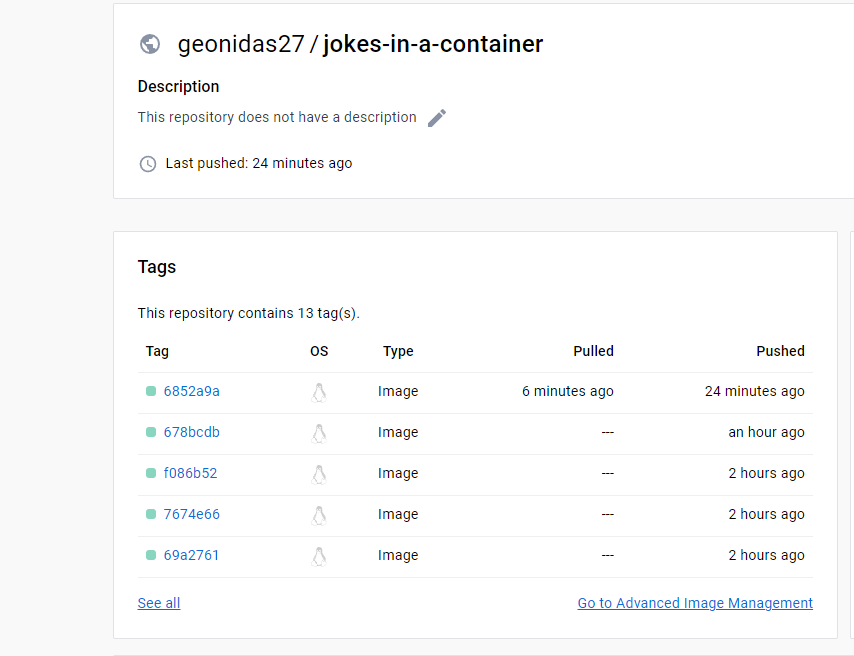 geonidas27 / jokes-in-a-container
Description
This repository does not have a description
Last pushed: 24 minutes ago
Tags
This repository contains 13 tag(s).
Tag OS Type Pulled Pushed
6852a9a Image 6 minutes ago 24 minutes ago
678bcdb Image --- an hour ago
f086b52 Image --- 2 hours ago
7674e66 Image --- 2 hours ago
69a2761 Image --- 2 hours ago
See all Go to Advanced Image Management